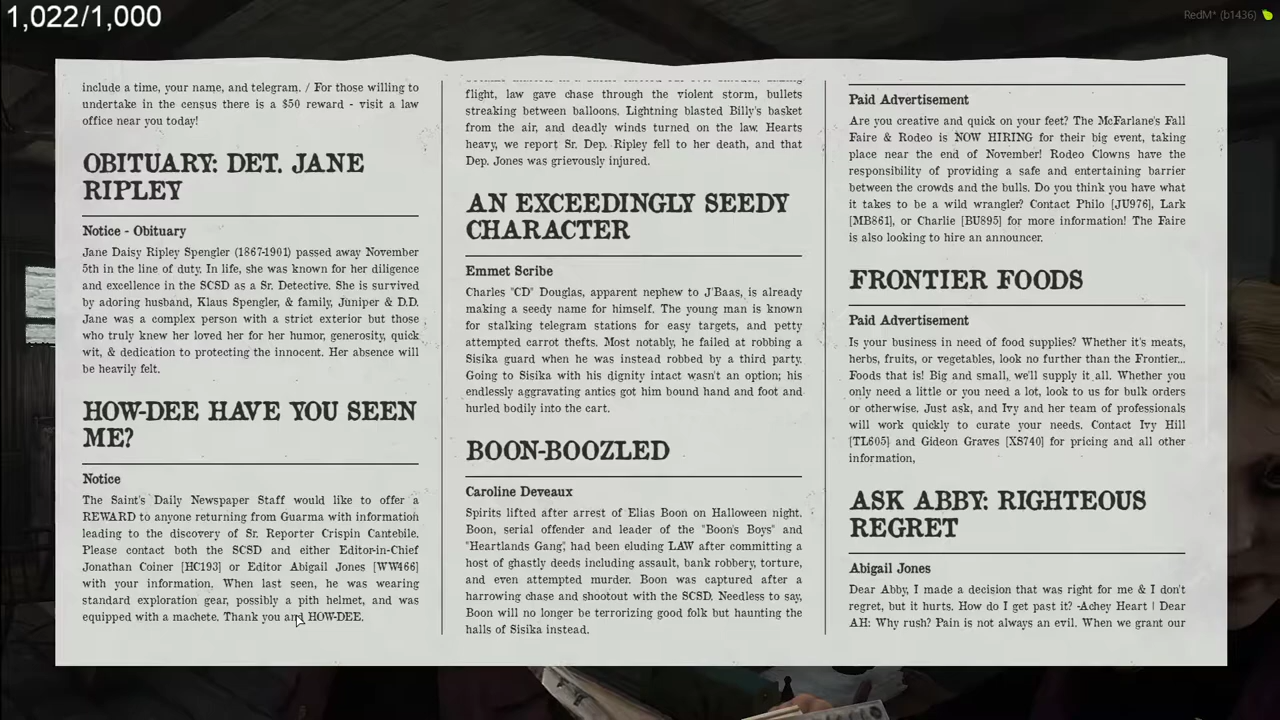 1,022/1,000
RedM* (b1436)
include a time, your name, and telegram. / For those willing to
undertake in the census there is a $50 reward - visit a law
office near you today!
OBITUARY: DET. JANE
RIPLEY
Notice - Obituary
Jane Daisy Ripley Spengler (1867-1901) passed away November
5th in the line of duty. In life, she was known for her diligence
and excellence in the SCSD as a Sr. Detective. She is survived
by adoring husband, Klaus Spengler, & family, Juniper & D.D.
Jane was a complex person with a strict exterior but those
who truly knew her loved her for her humor, generosity, quick
wit, & dedication to protecting the innocent. Her absence will
be heavily felt.
HOW-DEE HAVE YOU SEEN
ME?
Notice
The Saint's Daily Newspaper Staff would like to offer a
REWARD to anyone returning from Guarma with information
leading to the discovery of Sr. Reporter Crispin Cantebile.
Please contact both the SCSD and either Editor-in-Chief
Jonathan Coiner [HC193] or Editor Abigail Jones [WW466]
with your information. When last seen, he was wearing
standard exploration gear, possibly a pith helmet, and was
equipped with a machete. Thank you and HOW-DEE.
flight, law gave chase through the violent storm, bullets
streaking between balloons. Lightning blasted Billy's basket
from the air, and deadly winds turned on the law. Hearts
heavy, we report Sr. Dep. Ripley fell to her death, and that
Dep. Jones was grievously injured.
AN EXCEEDINGLY SEEDY
CHARACTER
Emmet Scribe
Charles "CD" Douglas, apparent nephew to J'Baas, is already
making a seedy name for himself. The young man is known
for stalking telegram stations for easy targets, and petty
attempted carrot thefts. Most notably, he failed at robbing a
Sisika guard when he was instead robbed by a third party.
Going to Sisika with his dignity intact wasn't an option; his
endlessly aggravating antics got him bound hand and foot and
hurled bodily into the cart.
BOON-BOOZLED
Caroline Deveaux
Spirits lifted after arrest of Elias Boon on Halloween night.
Boon, serial offender and leader of the "Boon's Boys" and
"Heartlands Gang", had been eluding LAW after committing a
host of ghastly deeds including assault, bank robbery, torture,
and even attempted murder. Boon was captured after a
harrowing chase and shootout with the SCSD. Needless to say,
Boon will no longer be terrorizing good folk but haunting the
halls of Sisika instead.
Paid Advertisement
Are you creative and quick on your feet? The McFarlane's Fall
Faire & Rodeo is NOW HIRING for their big event, taking
place near the end of November! Rodeo Clowns have the
responsibility of providing a safe and entertaining barrier
between the crowds and the bulls. Do you think you have what
it takes to be a wild wrangler? Contact Philo [JU976], Lark
[MB861], or Charlie [BU895] for more information! The Faire
is also looking to hire an announcer.
FRONTIER FOODS
Paid Advertisement
Is your business in need of food supplies? Whether it's meats,
herbs, fruits, or vegetables, look no further than the Frontier...
Foods that is! Big and small, we'll supply it all. Whether you
only need a little or you need a lot, look to us for bulk orders
or otherwise. Just ask, and Ivy and her team of professionals
will work quickly to curate your needs. Contact Ivy Hill
[TL605] and Gideon Graves [XS740] for pricing and all other
information,
ASK ABBY: RIGHTEOUS
REGRET
Abigail Jones
Dear Abby, I made a decision that was right for me & I don't
regret, but it hurts. How do I get past it? -Achey Heart | Dear
AH: Why rush? Pain is not always an evil. When we grant our